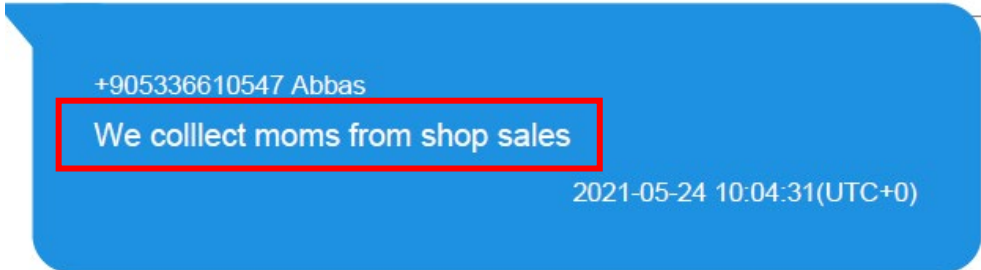 +905336610547 Abbas
We colllect moms from shop sales
2021-05-24 10:04:31(UTC+0)